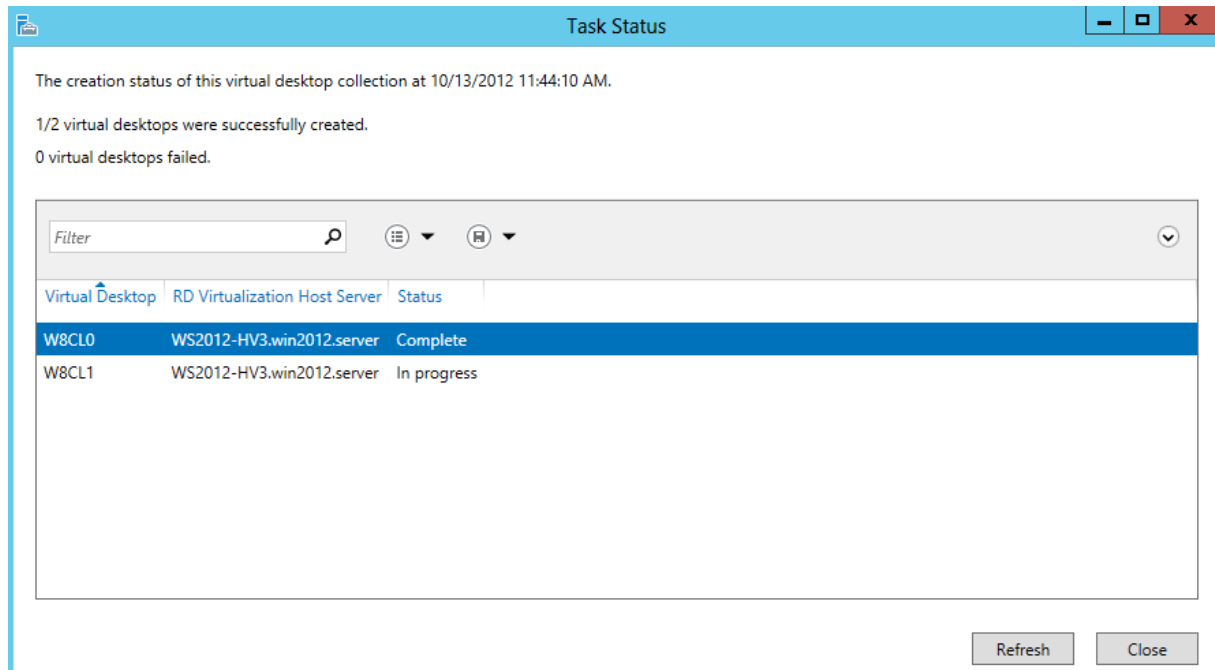 Task Status
The creation status of this virtual desktop collection at 10/13/2012 11:44:10 AM.
1/2 virtual desktops were successfully created.
0 virtual desktops failed.
Filter
Virtual Desktop RD Virtualization Host Server Status
W8CL0 WS2012-HV3.win2012.server Complete
W8CL1 WS2012-HV3.win2012.server In progress
Refresh Close